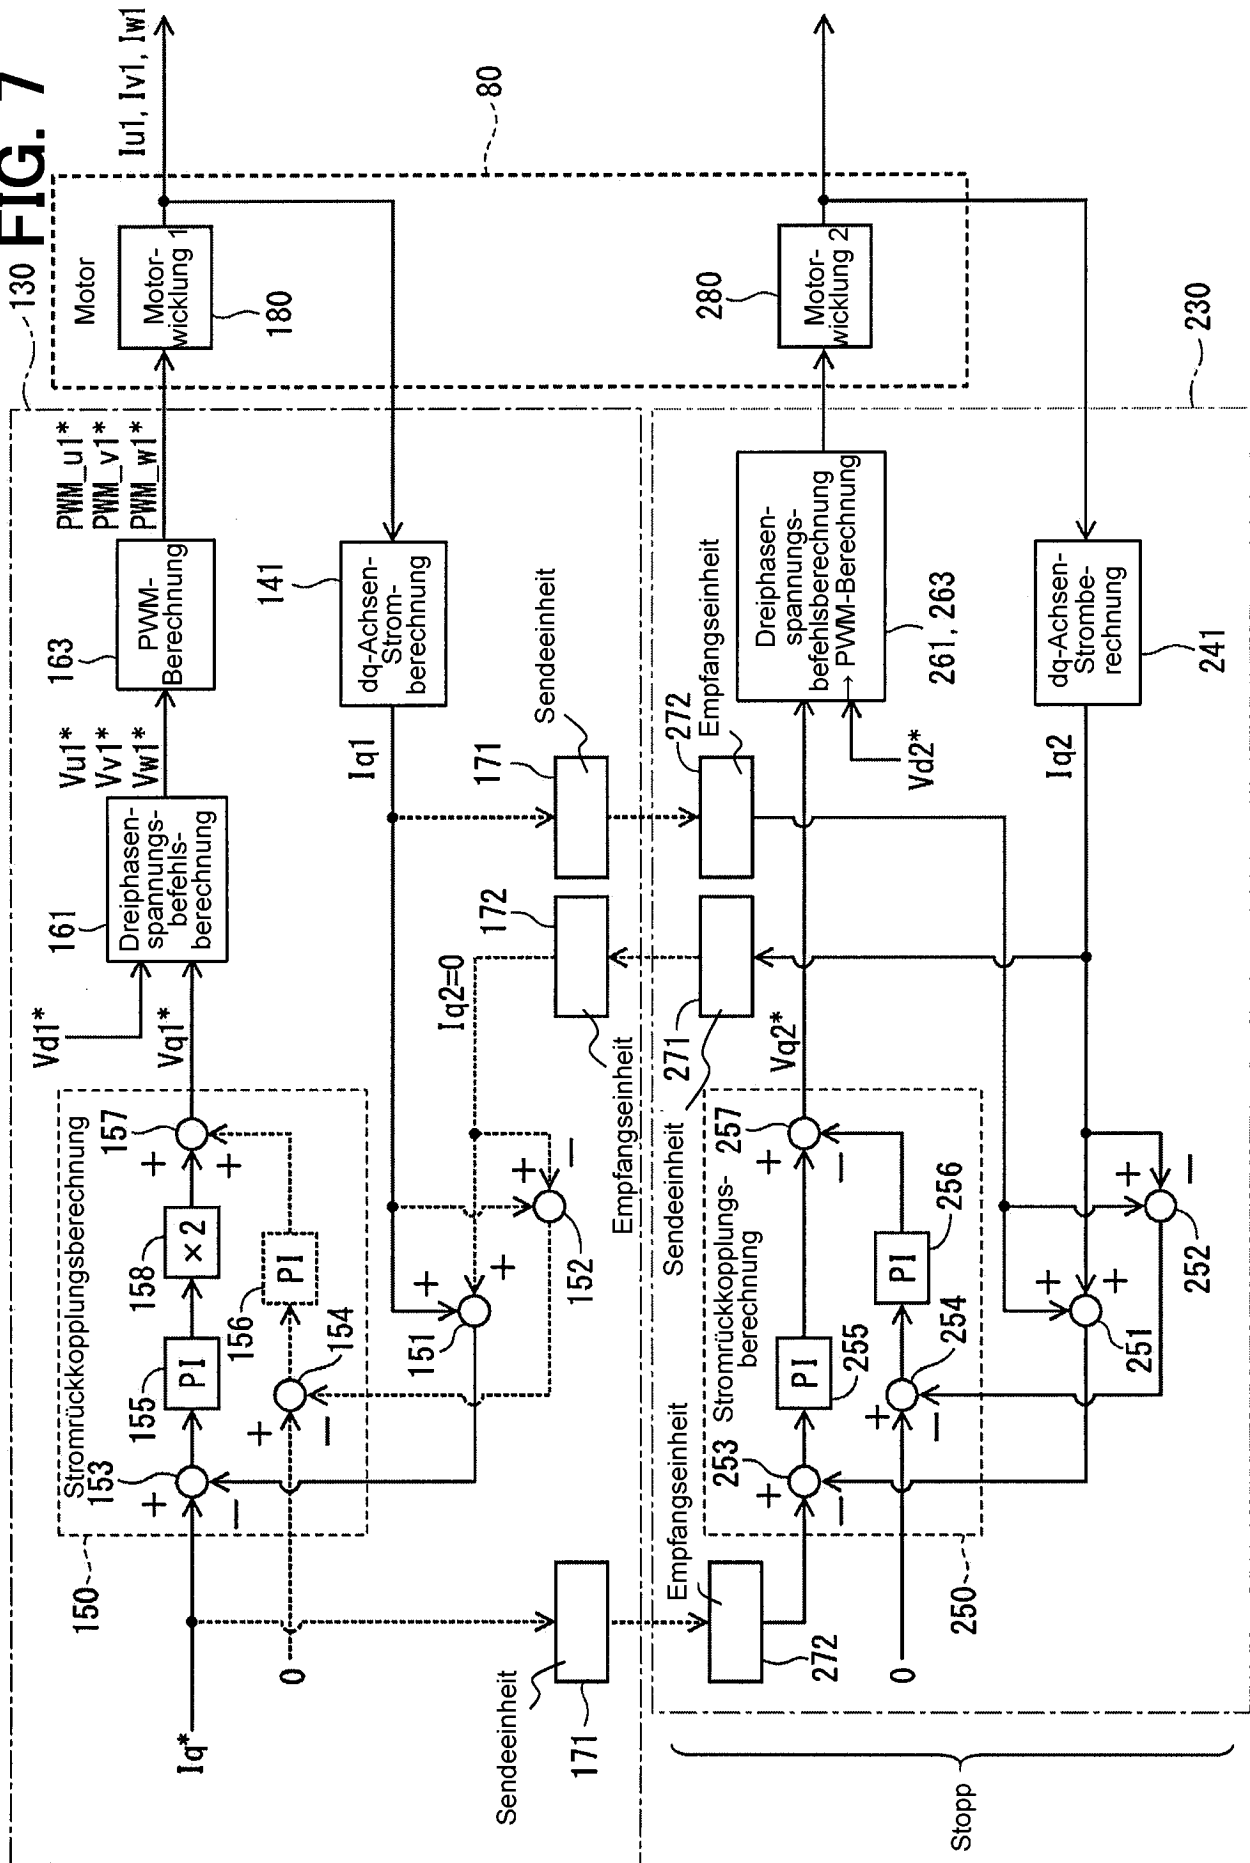 FIG. 7
130
150
Stromrückkopplungsberechnung
Iq*
+
−
153
155
PI
158
×2
157
+
+
0
+
−
154
156
PI
Vd1*
Vq1*
161
Dreiphasen-
spannungs-
befehls-
berechnung
Vu1*
Vv1*
Vw1*
163
PWM-
Berechnung
PWM_u1*
PWM_v1*
PWM_w1*
Motor
Motor-
wicklung 1
180
Iu1, Iv1, Iw1
80
151
+
+
152
+
−
Iq1
141
dq-Achsen-
Strom-
berechnung
Iq2=0
Sendeeinheit
171
Empfangseinheit
172
Sendeeinheit
171
Stopp
230
Empfangseinheit
272
Sendeeinheit
271
Empfangseinheit
272
250
Stromrückkopplungs-
berechnung
253
+
−
PI
255
257
+
−
0
+
−
254
PI
256
Vq2*
Vd2*
Dreiphasen-
spannungs-
befehlsberechnung
→ PWM-Berechnung
261, 263
280
Motor-
wicklung 2
251
+
+
252
+
−
Iq2
dq-Achsen-
Strombe-
rechnung
241